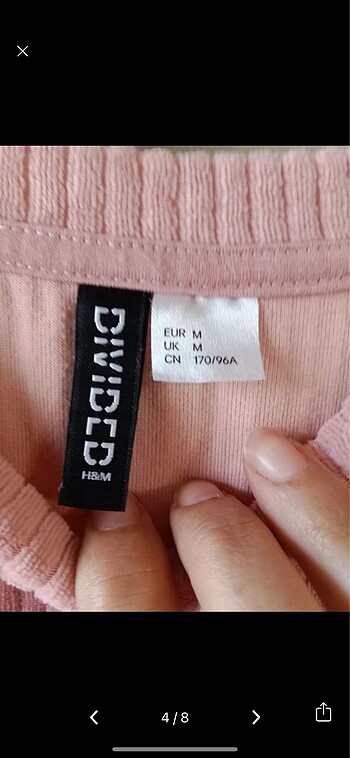 DIVIDED
H&M
EUR M
UK M
CN 170/96A
4/8